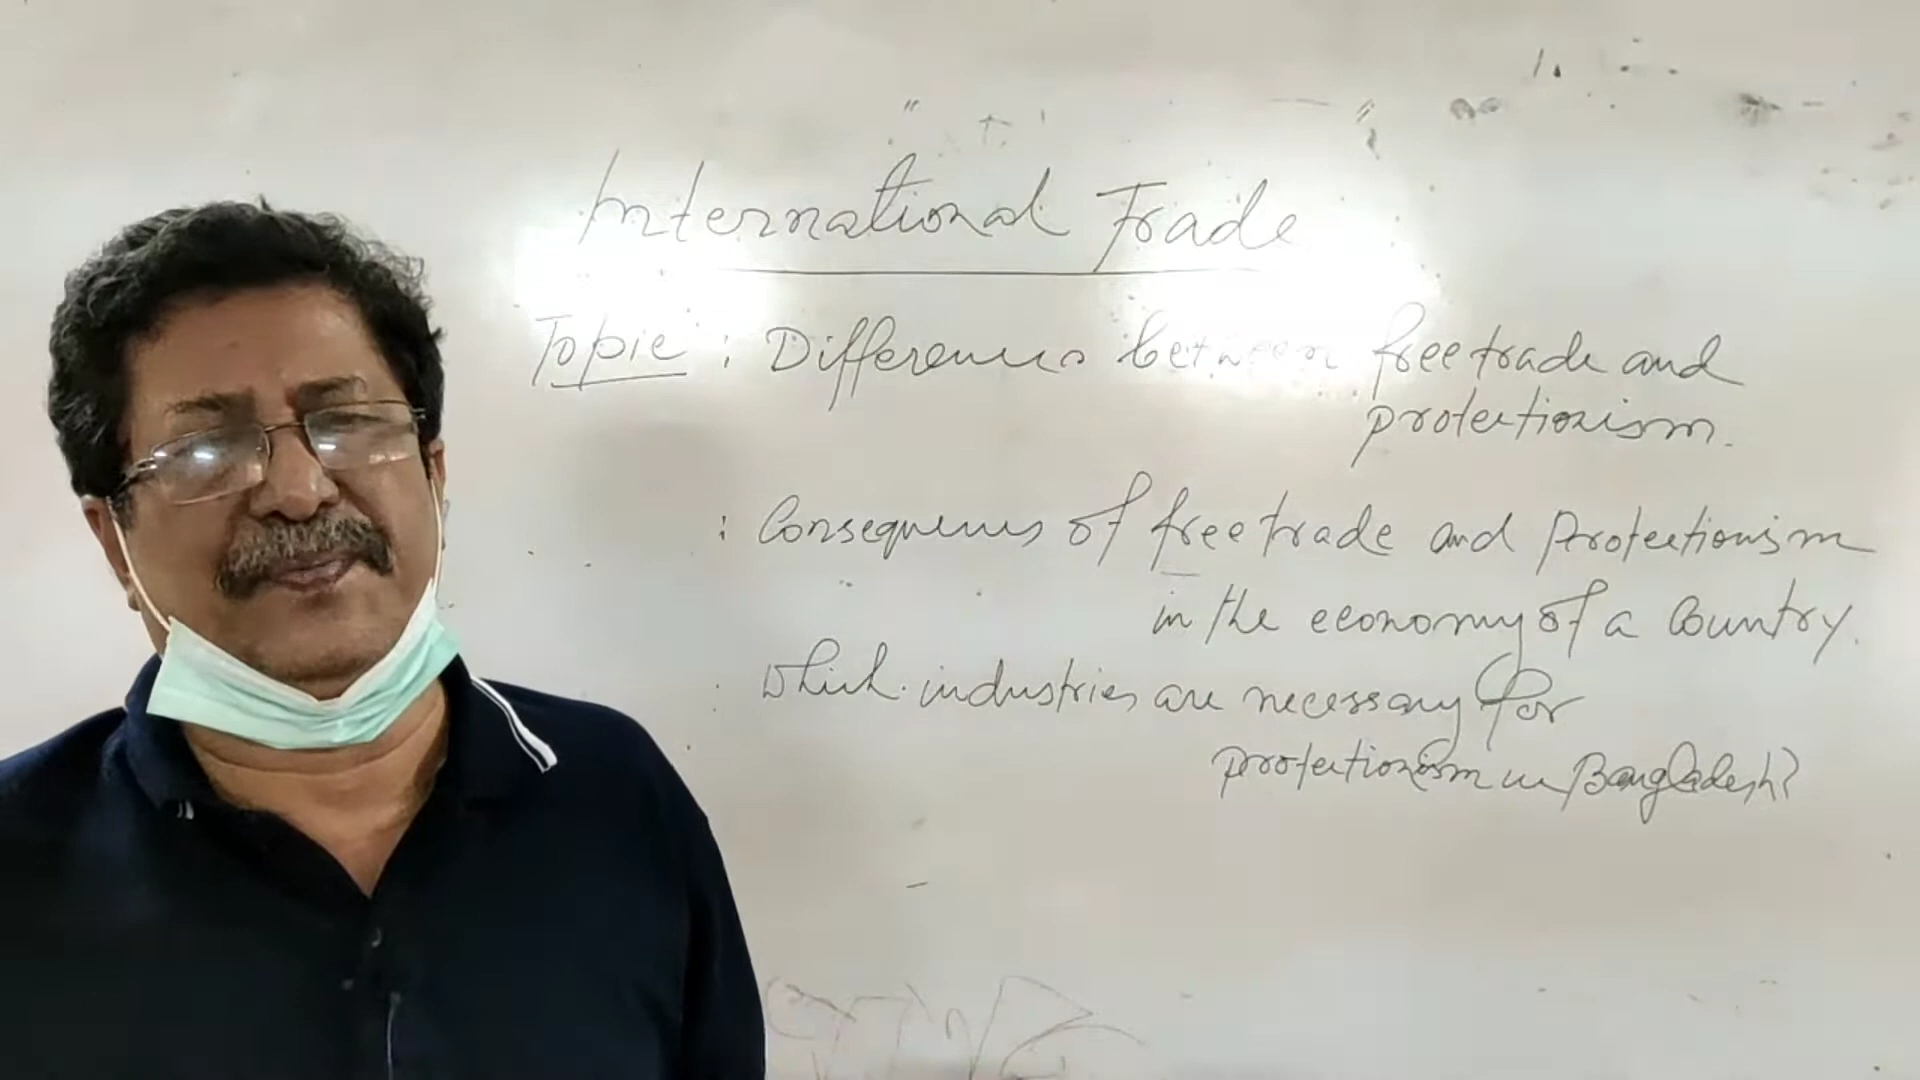 International Trade
Topic : Differences between free trade and
protectionism.
: Consequences of free trade and Protectionism
in the economy of a Country.
: Which industries are necessary for
protectionism in Bangladesh?